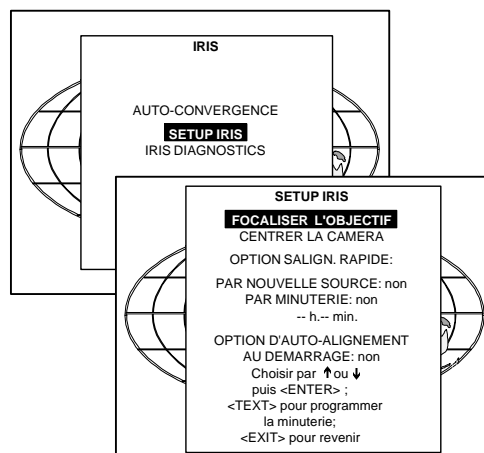 IRIS
AUTO-CONVERGENCE
SETUP IRIS
IRIS DIAGNOSTICS
SETUP IRIS
FOCALISER L'OBJECTIF
CENTRER LA CAMERA
OPTION SALIGN. RAPIDE:
PAR NOUVELLE SOURCE: non
PAR MINUTERIE: non
-- h.-- min.
OPTION D'AUTO-ALIGNEMENT
AU DEMARRAGE: non
Choisir par ↑ ou ↓
puis <ENTER> ;
<TEXT> pour programmer
la minuterie;
<EXIT> pour revenir